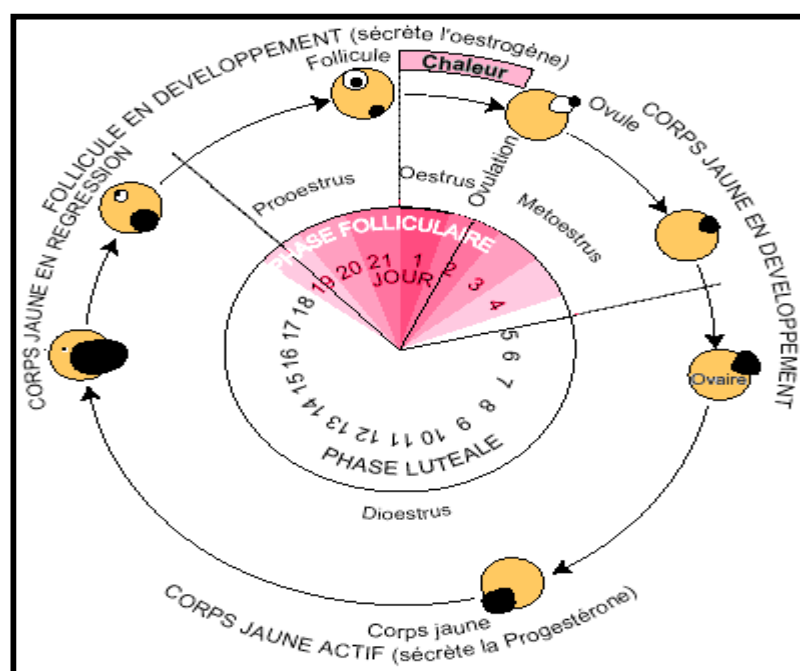 FOLLICULE EN DEVELOPPEMENT (sécrète l'oestrogène)
Follicule
Chaleur
Ovule
CORPS JAUNE EN DEVELOPPEMENT
CORPS JAUNE EN REGRESSION
Prooestrus
Oestrus
Ovulation
Metoestrus
PHASE FOLLICULAIRE
JOUR
1
2
3
4
5
6
7
8
9
10
11
12
13
14
15
16
17
18
19
20
21
Ovaire
PHASE LUTEALE
Dioestrus
Corps jaune
CORPS JAUNE ACTIF (sécrète la Progestérone)